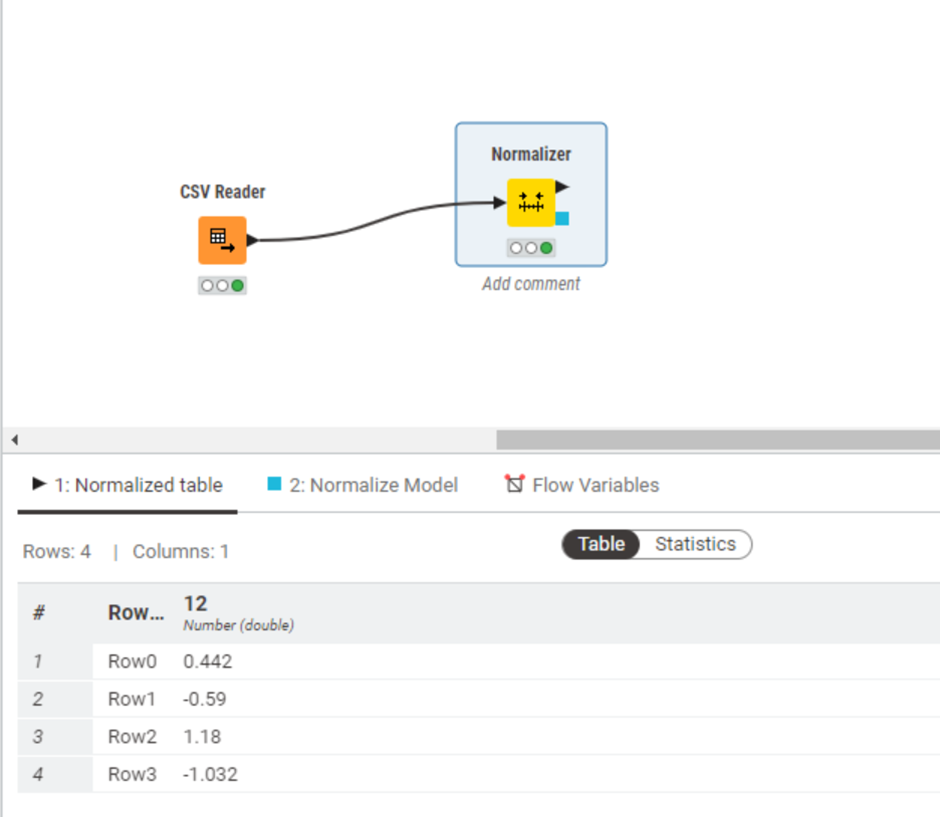 Normalizer
CSV Reader
Add comment
1: Normalized table 2: Normalize Model Flow Variables
Rows: 4 | Columns: 1 Table Statistics
# Row... 12
Number (double)
1 Row0 0.442
2 Row1 -0.59
3 Row2 1.18
4 Row3 -1.032